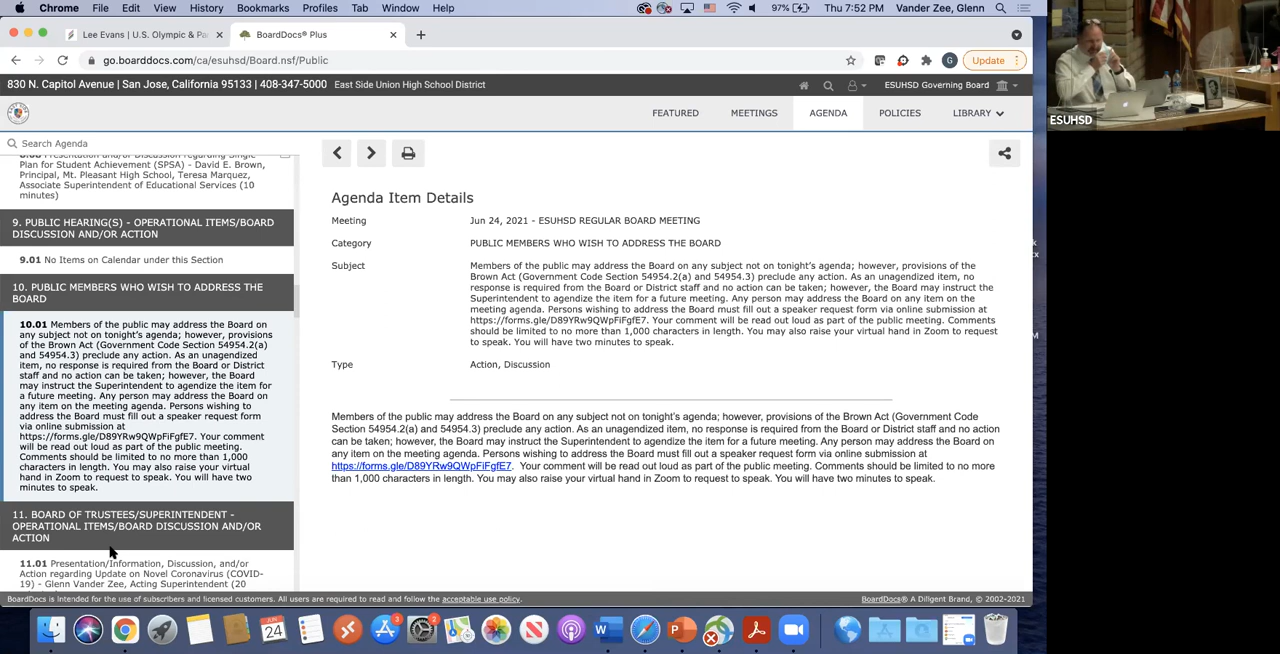 Chrome File Edit View History Bookmarks Profiles Tab Window Help
97% Thu 7:52 PM Vander Zee, Glenn
Lee Evans | U.S. Olympic & Pa
BoardDocs® Plus
go.boarddocs.com/ca/esuhsd/Board.nsf/Public
G Update
830 N. Capitol Avenue | San Jose, California 95133 | 408-347-5000 East Side Union High School District
ESUHSD Governing Board
FEATURED MEETINGS AGENDA POLICIES LIBRARY
Search Agenda
Presentation and/or Discussion regarding Single
Plan for Student Achievement (SPSA) - David E. Brown,
Principal, Mt. Pleasant High School, Teresa Marquez,
Associate Superintendent of Educational Services (10
minutes)
9. PUBLIC HEARING(S) - OPERATIONAL ITEMS/BOARD
DISCUSSION AND/OR ACTION
9.01 No Items on Calendar under this Section
10. PUBLIC MEMBERS WHO WISH TO ADDRESS THE
BOARD
10.01 Members of the public may address the Board on
any subject not on tonight's agenda; however, provisions
of the Brown Act (Government Code Section 54954.2(a)
and 54954.3) preclude any action. As an unagendized
item, no response is required from the Board or District
staff and no action can be taken; however, the Board
may instruct the Superintendent to agendize the item for
a future meeting. Any person may address the Board on
any item on the meeting agenda. Persons wishing to
address the Board must fill out a speaker request form
via online submission at
https://forms.gle/D89YRw9QWpFiFgfE7. Your comment
will be read out loud as part of the public meeting.
Comments should be limited to no more than 1,000
characters in length. You may also raise your virtual
hand in Zoom to request to speak. You will have two
minutes to speak.
11. BOARD OF TRUSTEES/SUPERINTENDENT -
OPERATIONAL ITEMS/BOARD DISCUSSION AND/OR
ACTION
11.01 Presentation/Information, Discussion, and/or
Action regarding Update on Novel Coronavirus (COVID-
19) - Glenn Vander Zee, Acting Superintendent (20
Agenda Item Details
Meeting Jun 24, 2021 - ESUHSD REGULAR BOARD MEETING
Category PUBLIC MEMBERS WHO WISH TO ADDRESS THE BOARD
Subject Members of the public may address the Board on any subject not on tonight's agenda; however, provisions of the
Brown Act (Government Code Section 54954.2(a) and 54954.3) preclude any action. As an unagendized item, no
response is required from the Board or District staff and no action can be taken; however, the Board may instruct the
Superintendent to agendize the item for a future meeting. Any person may address the Board on any item on the
meeting agenda. Persons wishing to address the Board must fill out a speaker request form via online submission at
https://forms.gle/D89YRw9QWpFiFgfE7. Your comment will be read out loud as part of the public meeting. Comments
should be limited to no more than 1,000 characters in length. You may also raise your virtual hand in Zoom to request
to speak. You will have two minutes to speak.
Type Action, Discussion
Members of the public may address the Board on any subject not on tonight's agenda; however, provisions of the Brown Act (Government Code
Section 54954.2(a) and 54954.3) preclude any action. As an unagendized item, no response is required from the Board or District staff and no action
can be taken; however, the Board may instruct the Superintendent to agendize the item for a future meeting. Any person may address the Board on
any item on the meeting agenda. Persons wishing to address the Board must fill out a speaker request form via online submission at
https://forms.gle/D89YRw9QWpFiFgfE7. Your comment will be read out loud as part of the public meeting. Comments should be limited to no more
than 1,000 characters in length. You may also raise your virtual hand in Zoom to request to speak. You will have two minutes to speak.
BoardDocs is intended for the use of subscribers and licensed customers. All users are required to read and follow the acceptable use policy.
BoardDocs® A Diligent Brand, © 2002-2021
ESUHSD
JUN
24
3
2